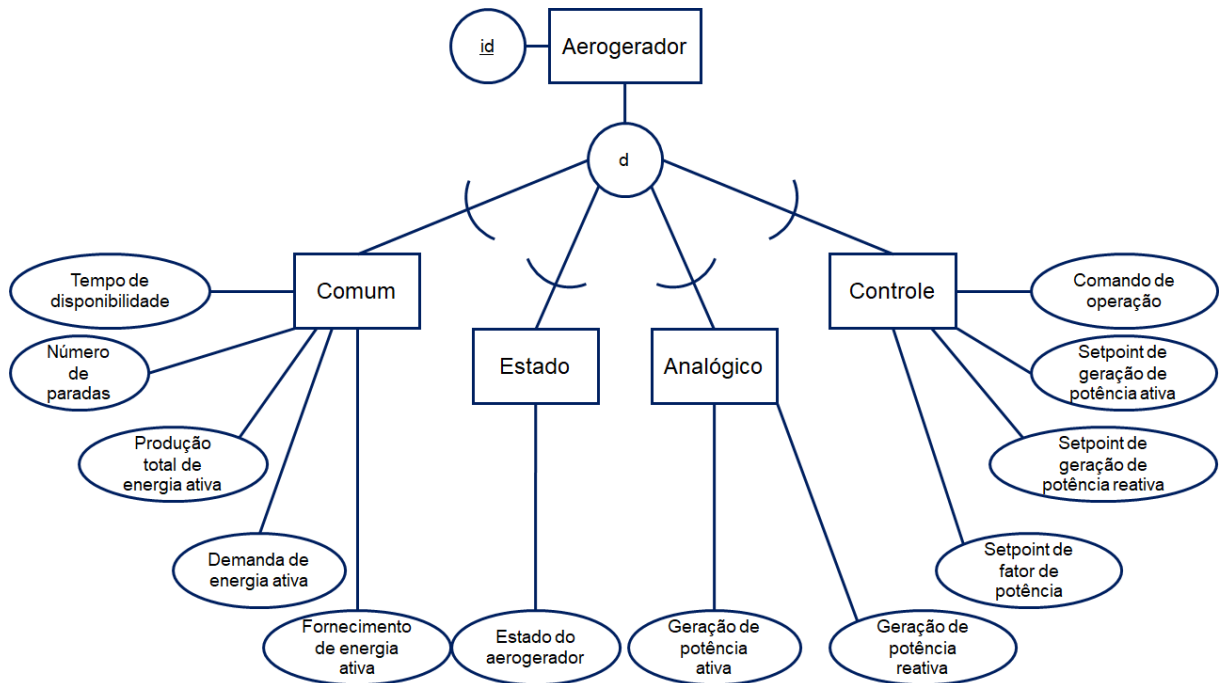 id
Aerogerador
d
Comum
Controle
Tempo de
disponibilidade
Comando de
operação
Número
de
paradas
Estado
Analógico
Setpoint de
geração de
potência ativa
Produção
total de
energia ativa
Setpoint de
geração de
potência reativa
Demanda de
energia ativa
Setpoint de
fator de
potência
Fornecimento
de energia
ativa
Estado do
aerogerador
Geração de
potência
ativa
Geração de
potência
reativa